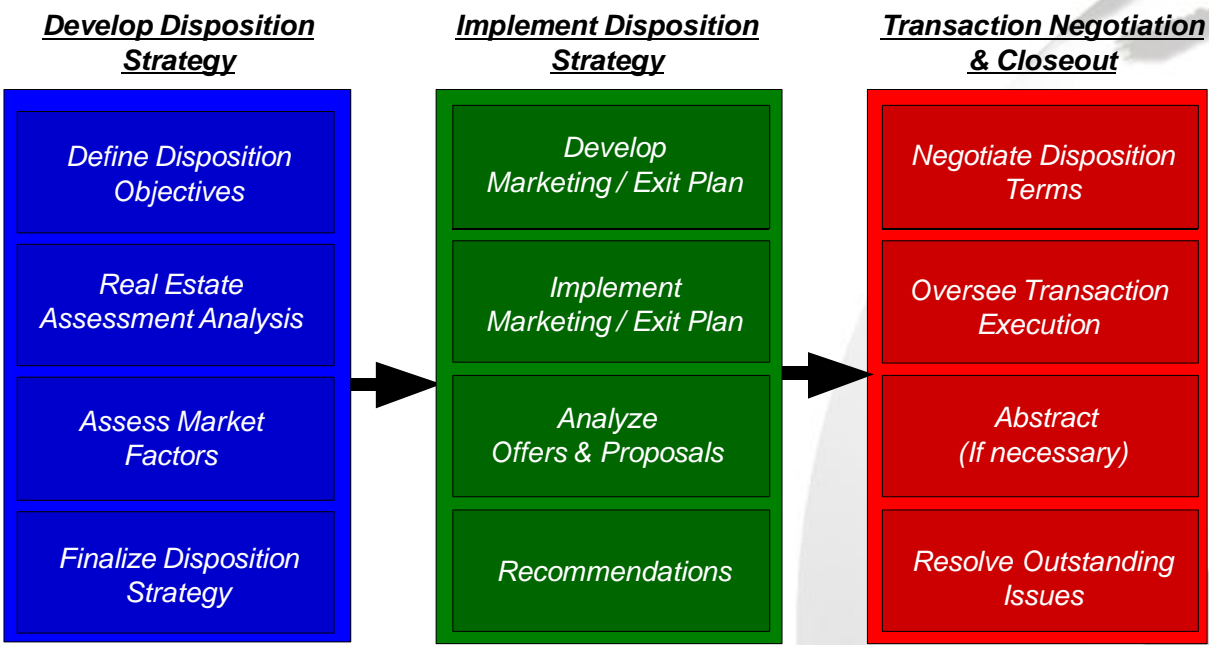 Develop Disposition
Strategy
Define Disposition
Objectives
Real Estate
Assessment Analysis
Assess Market
Factors
Finalize Disposition
Strategy
Implement Disposition
Strategy
Develop
Marketing / Exit Plan
Implement
Marketing / Exit Plan
Analyze
Offers & Proposals
Recommendations
Transaction Negotiation
& Closeout
Negotiate Disposition
Terms
Oversee Transaction
Execution
Abstract
(If necessary)
Resolve Outstanding
Issues